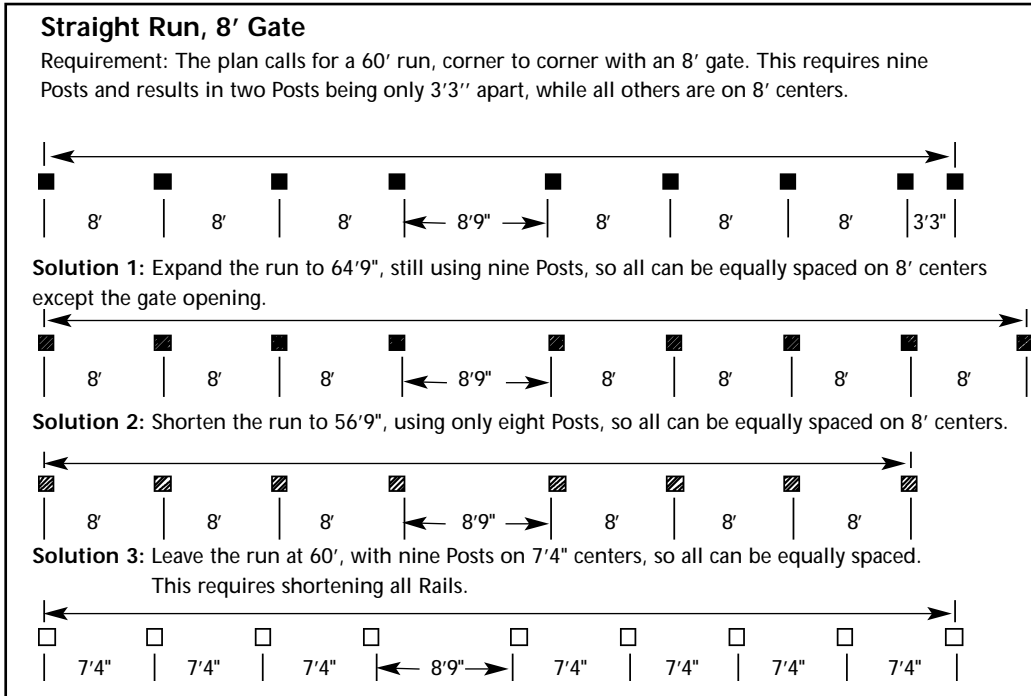 Straight Run, 8′ Gate
Requirement: The plan calls for a 60′ run, corner to corner with an 8′ gate. This requires nine
Posts and results in two Posts being only 3′3′′ apart, while all others are on 8′ centers.
8' 8' 8' 8'9" 8' 8' 8' 3'3"
Solution 1: Expand the run to 64′9", still using nine Posts, so all can be equally spaced on 8′ centers
except the gate opening.
8' 8' 8' 8'9" 8' 8' 8' 8'
Solution 2: Shorten the run to 56′9", using only eight Posts, so all can be equally spaced on 8′ centers.
8' 8' 8' 8'9" 8' 8' 8'
Solution 3: Leave the run at 60′, with nine Posts on 7′4" centers, so all can be equally spaced.
This requires shortening all Rails.
7'4" 7'4" 7'4" 8'9" 7'4" 7'4" 7'4" 7'4"